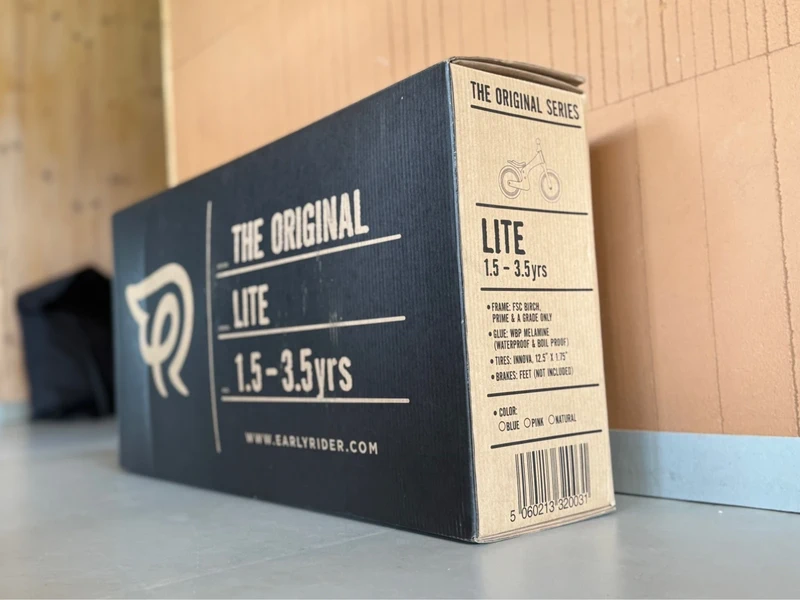 THE ORIGINAL
LITE
1.5 - 3.5yrs
WWW.EARLYRIDER.COM
THE ORIGINAL SERIES
LITE
1.5 - 3.5yrs
• FRAME: FSC BIRCH,
PRIME & A GRADE ONLY
• GLUE: WBP MELAMINE
(WATERPROOF & BOIL PROOF)
• TIRES: INNOVA, 12.5" X 1.75"
• BRAKES: FEET (NOT INCLUDED)
• COLOR:
○BLUE ○PINK ○NATURAL
5 060213 320031